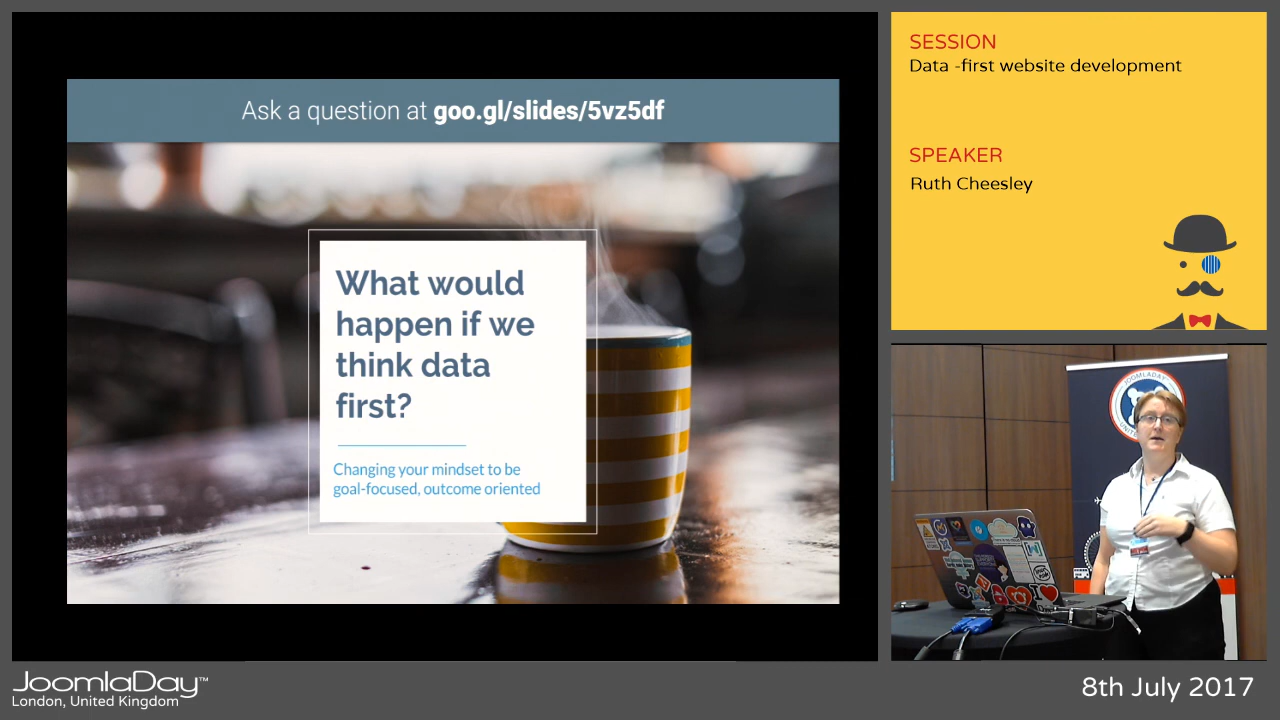 Ask a question at goo.gl/slides/5vz5df
What would
happen if we
think data
first?
Changing your mindset to be
goal-focused, outcome oriented
SESSION
Data -first website development
SPEAKER
Ruth Cheesley
JOOMLADAY
JoomlaDay™
London, United Kingdom
8th July 2017